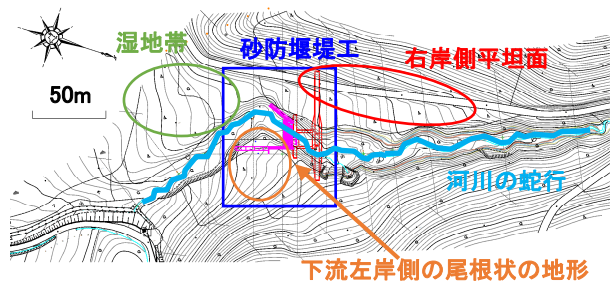 湿地帯
砂防堰堤工
右岸側平坦面
50m
河川の蛇行
下流左岸側の尾根状の地形